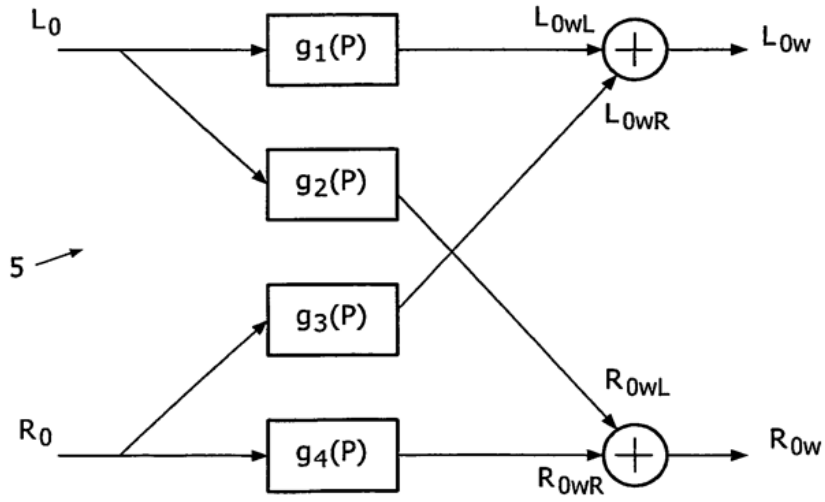 L0 g1(P) L0wL + L0w
L0wR
g2(P)
5
g3(P)
R0wL
R0 g4(P) R0wR + R0w